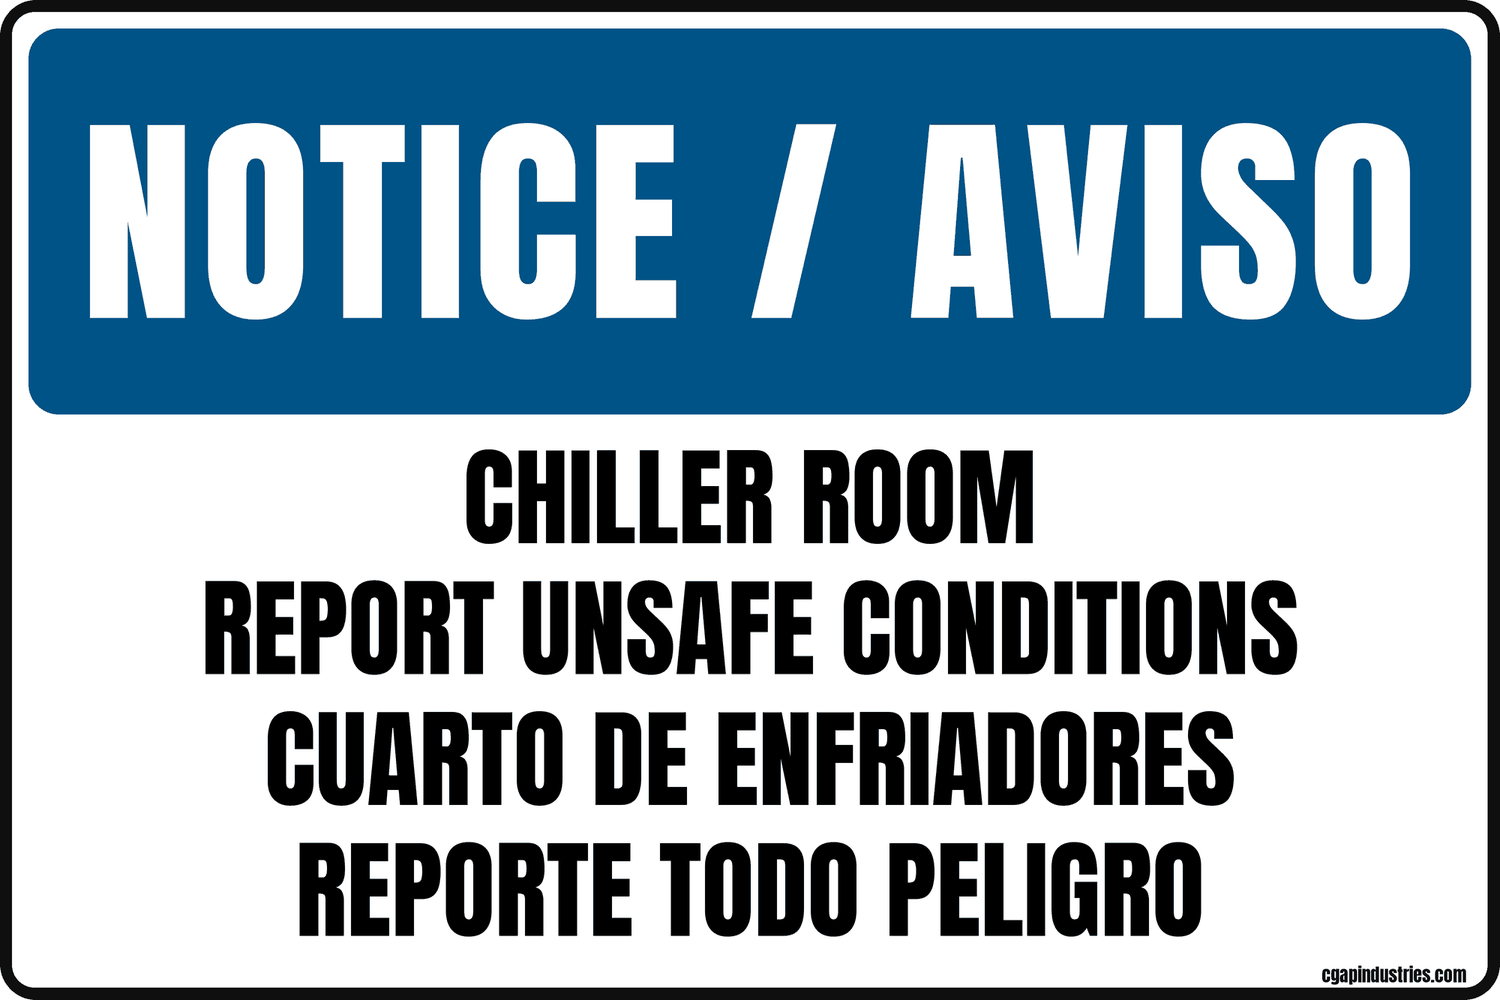 NOTICE / AVISO
CHILLER ROOM
REPORT UNSAFE CONDITIONS
CUARTO DE ENFRIADORES
REPORTE TODO PELIGRO
cgapindustries.com